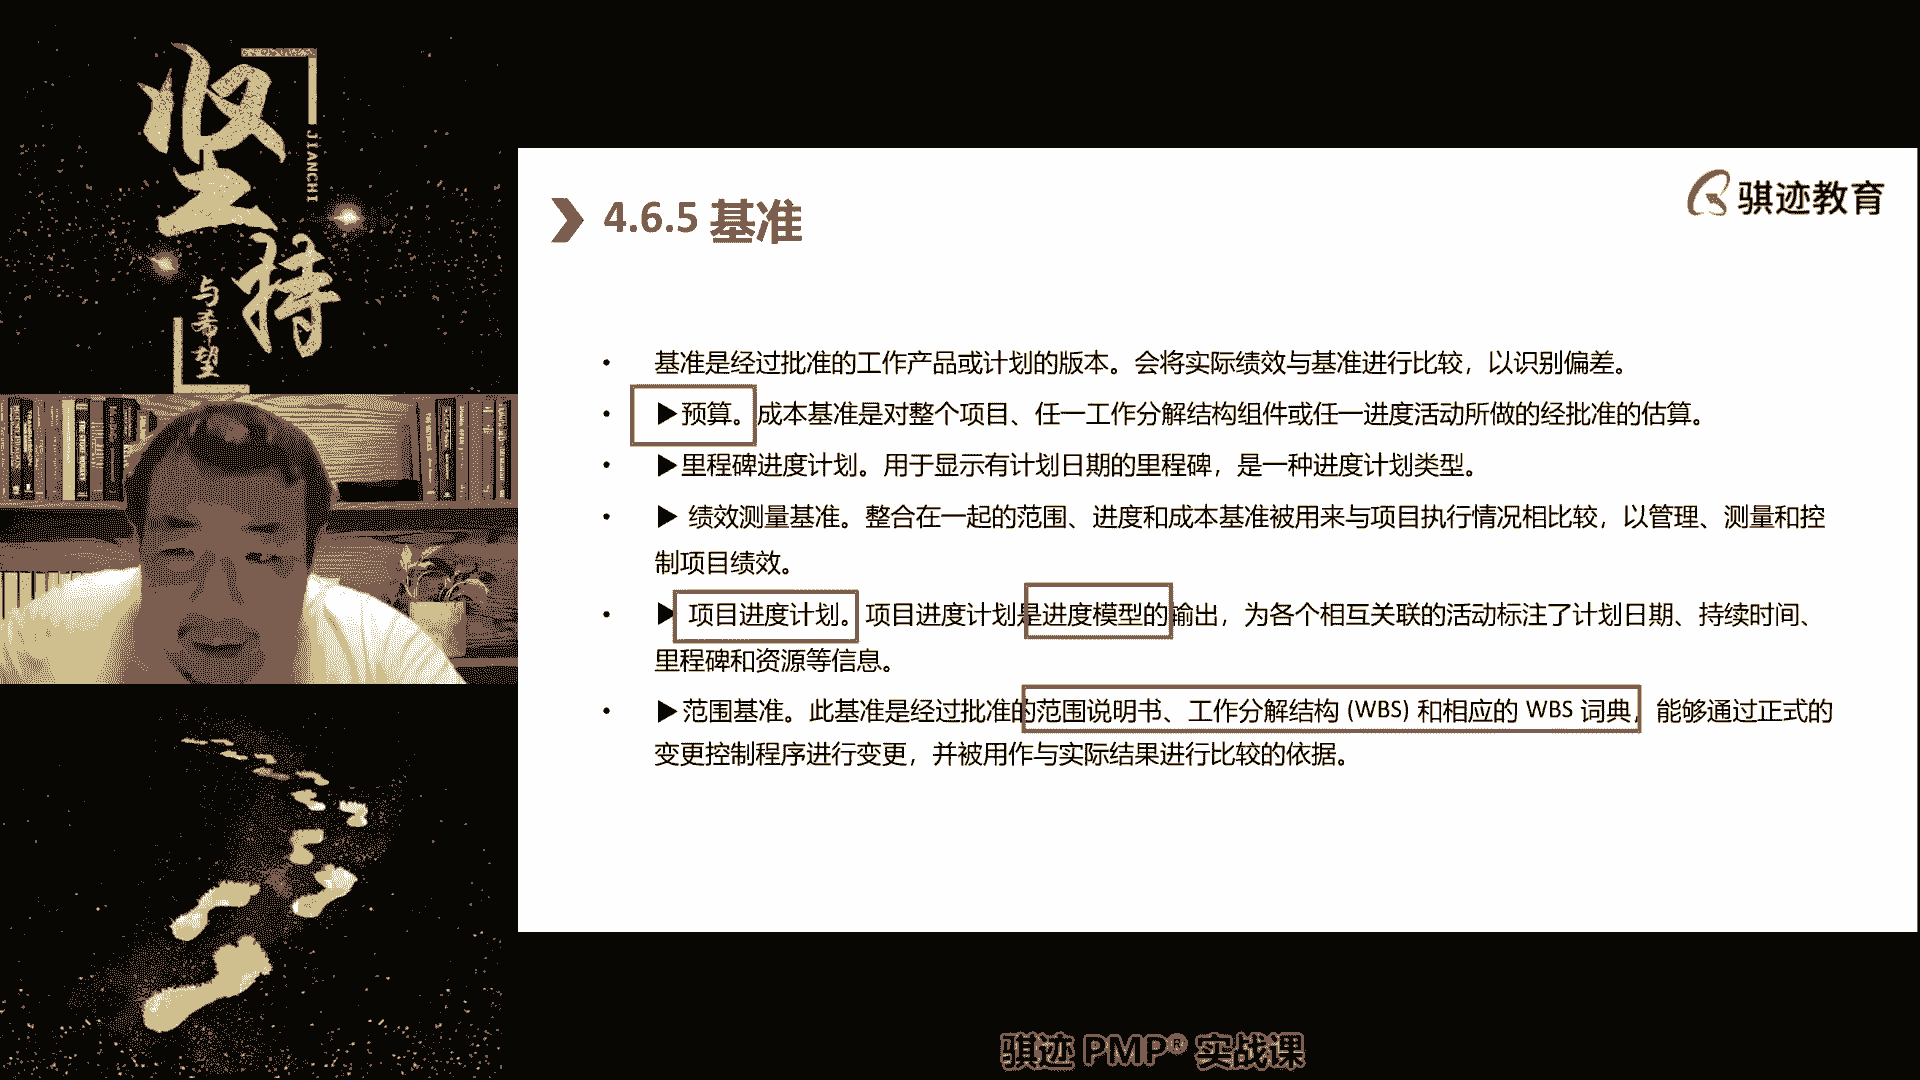 坚持
JIANCHI
与希望
骐迹教育
4.6.5 基准
• 基准是经过批准的工作产品或计划的版本。会将实际绩效与基准进行比较，以识别偏差。
• ▶预算。成本基准是对整个项目、任一工作分解结构组件或任一进度活动所做的经批准的估算。
• ▶里程碑进度计划。用于显示有计划日期的里程碑，是一种进度计划类型。
• ▶ 绩效测量基准。整合在一起的范围、进度和成本基准被用来与项目执行情况相比较，以管理、测量和控
制项目绩效。
• ▶ 项目进度计划。项目进度计划是进度模型的输出，为各个相互关联的活动标注了计划日期、持续时间、
里程碑和资源等信息。
• ▶范围基准。此基准是经过批准的范围说明书、工作分解结构 (WBS) 和相应的 WBS 词典，能够通过正式的
变更控制程序进行变更，并被用作与实际结果进行比较的依据。
骐迹 PMP® 实战课